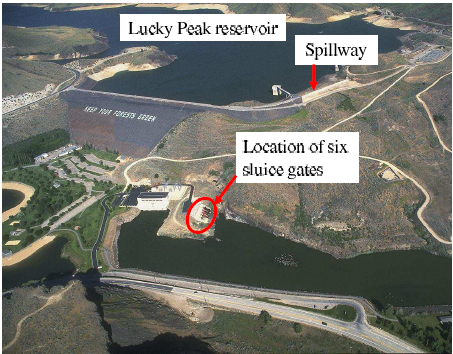 Lucky Peak reservoir
Spillway
KEEP YOUR FORESTS GREEN
Location of six
sluice gates